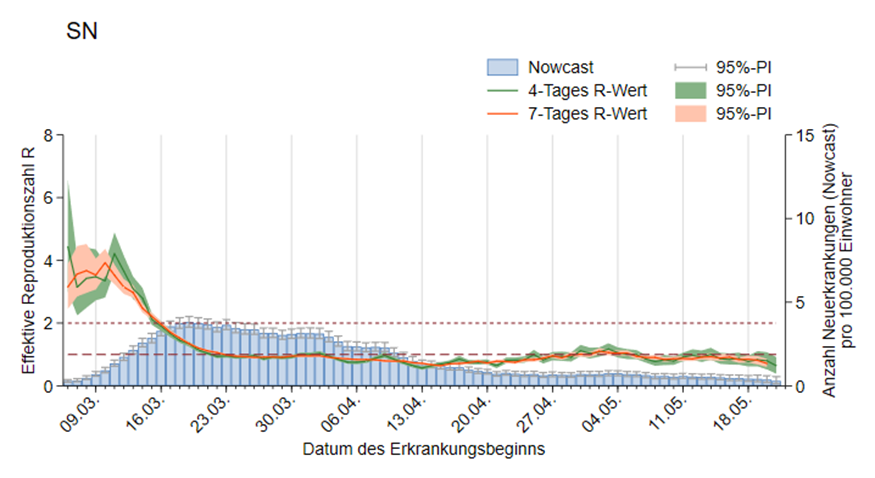 SN
Nowcast 95%-PI
4-Tages R-Wert 95%-PI
7-Tages R-Wert 95%-PI
8
6
4
2
0
Effektive Reproduktionszahl R
15
10
5
0
Anzahl Neuerkrankungen (Nowcast)
pro 100.000 Einwohner
09.03. 16.03. 23.03. 30.03. 06.04. 13.04. 20.04. 27.04. 04.05. 11.05. 18.05.
Datum des Erkrankungsbeginns